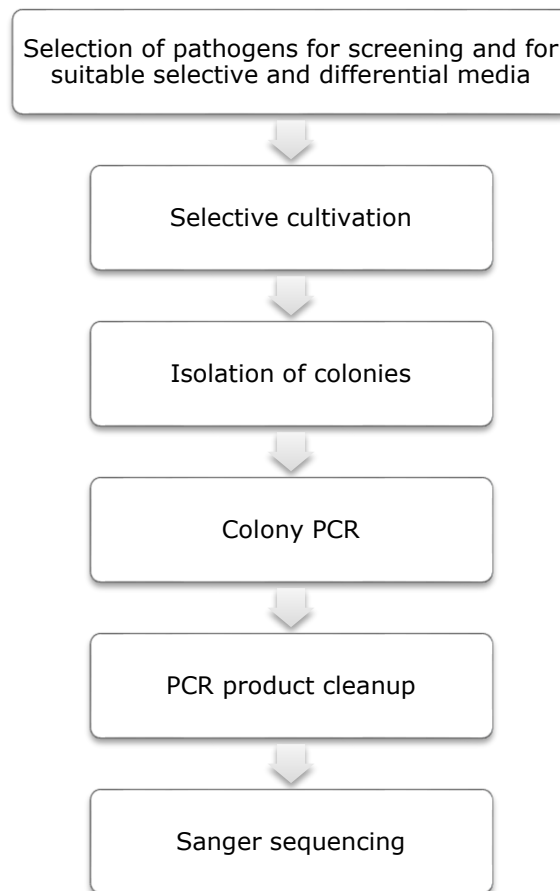 Selection of pathogens for screening and for
suitable selective and differential media
Selective cultivation
Isolation of colonies
Colony PCR
PCR product cleanup
Sanger sequencing